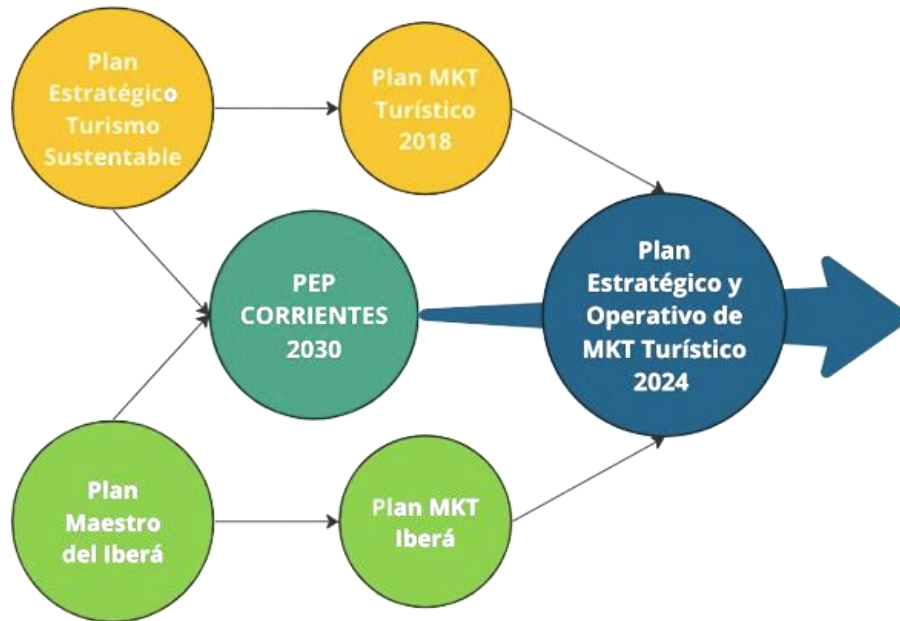 Plan
Estratégico
Turismo
Sustentable
Plan MKT
Turístico
2018
PEP
CORRIENTES
2030
Plan
Estratégico y
Operativo de
MKT Turístico
2024
Plan
Maestro
del Iberá
Plan MKT
Iberá